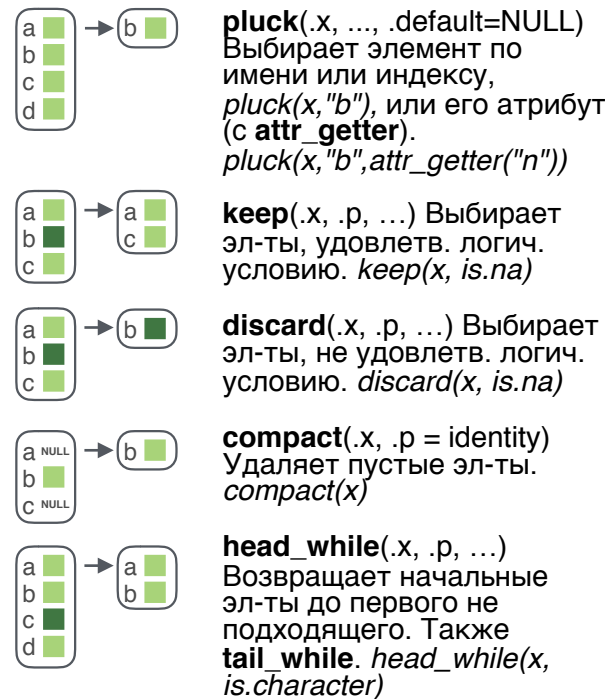 a
b
c
d
b
pluck(.x, ..., .default=NULL)
Выбирает элемент по
имени или индексу,
pluck(x,"b"), или его атрибут
(с attr_getter).
pluck(x,"b",attr_getter("n"))
a
b
c
a
c
keep(.x, .p, …) Выбирает
эл-ты, удовлетв. логич.
условию. keep(x, is.na)
a
b
c
b
discard(.x, .p, …) Выбирает
эл-ты, не удовлетв. логич.
условию. discard(x, is.na)
a NULL
b
c NULL
b
compact(.x, .p = identity)
Удаляет пустые эл-ты.
compact(x)
a
b
c
d
a
b
head_while(.x, .p, …)
Возвращает начальные
эл-ты до первого не
подходящего. Также
tail_while. head_while(x,
is.character)